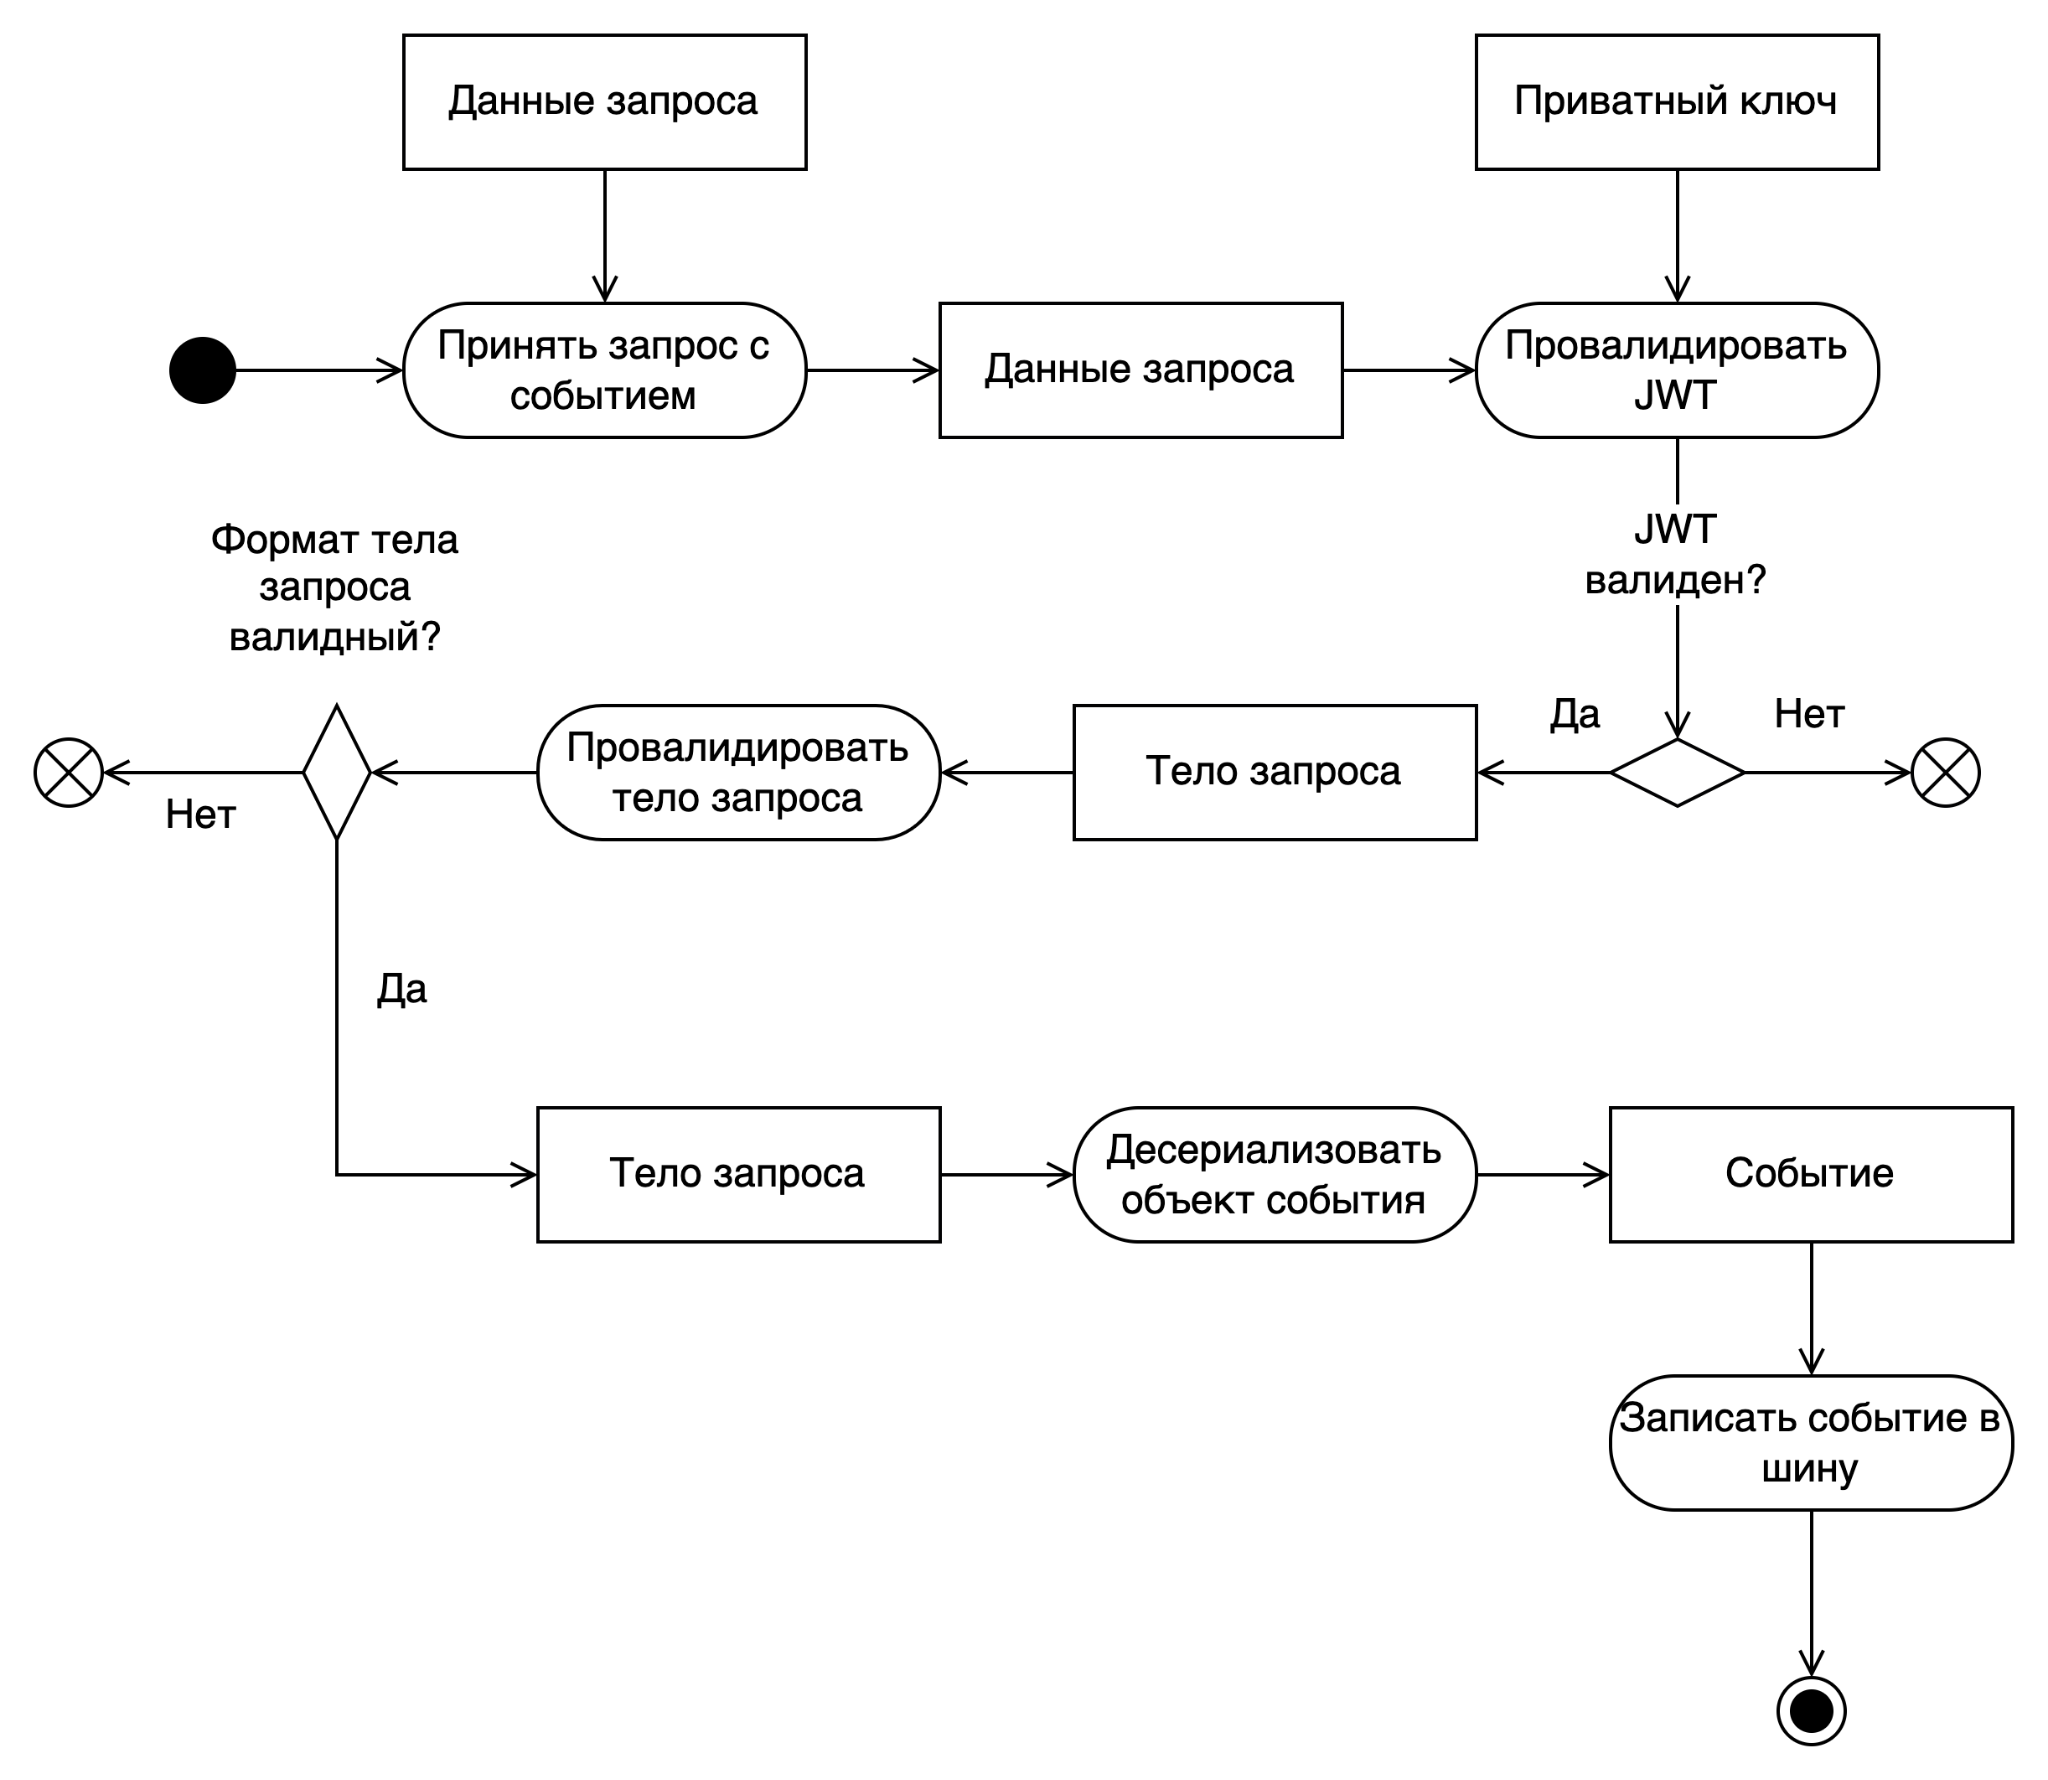 Данные запроса
Приватный ключ
Принять запрос с
событием
Данные запроса
Провалидировать
JWT
JWT
валиден?
Формат тела
запроса
валидный?
Да
Нет
Тело запроса
Провалидировать
тело запроса
Нет
Да
Тело запроса
Десериализовать
объект события
Событие
Записать событие в
шину